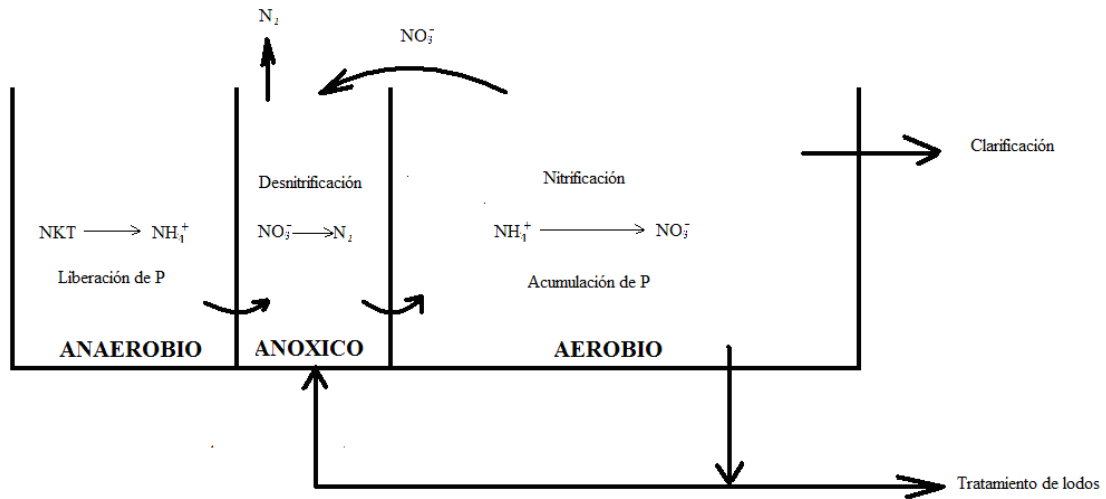 N₂
NO₃⁻
Clarificación
Desnitrificación
Nitrificación
NKT → NH₄⁺
NO₃⁻ → N₂
NH₄⁺ → NO₃⁻
Liberación de P
Acumulación de P
ANAEROBIO
ANOXICO
AEROBIO
Tratamiento de lodos